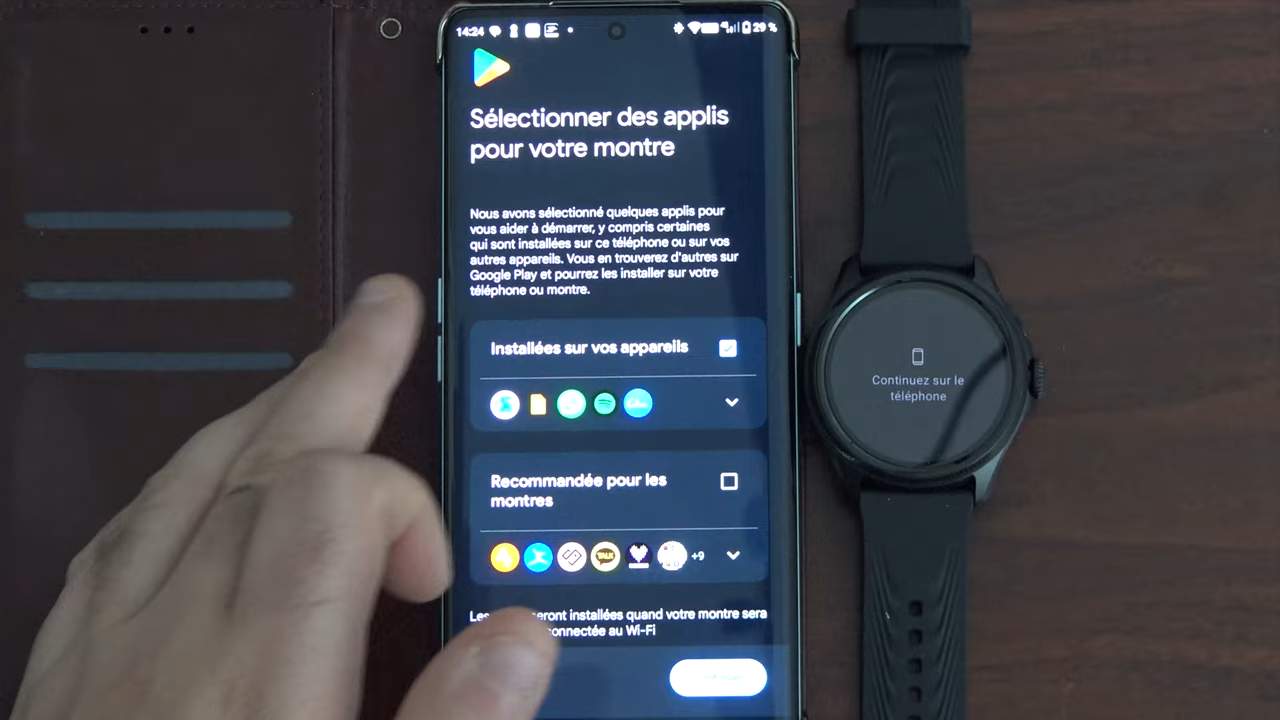 14:24
4G
29 %
Sélectionner des applis
pour votre montre
Nous avons sélectionné quelques applis pour
vous aider à démarrer, y compris certaines
qui sont installées sur ce téléphone ou sur vos
autres appareils. Vous en trouverez d'autres sur
Google Play et pourrez les installer sur votre
téléphone ou montre.
Installées sur vos appareils
Recommandée pour les
montres
TALK
+9
Les seront installées quand votre montre sera
connectée au Wi-Fi
Continuez sur le
téléphone